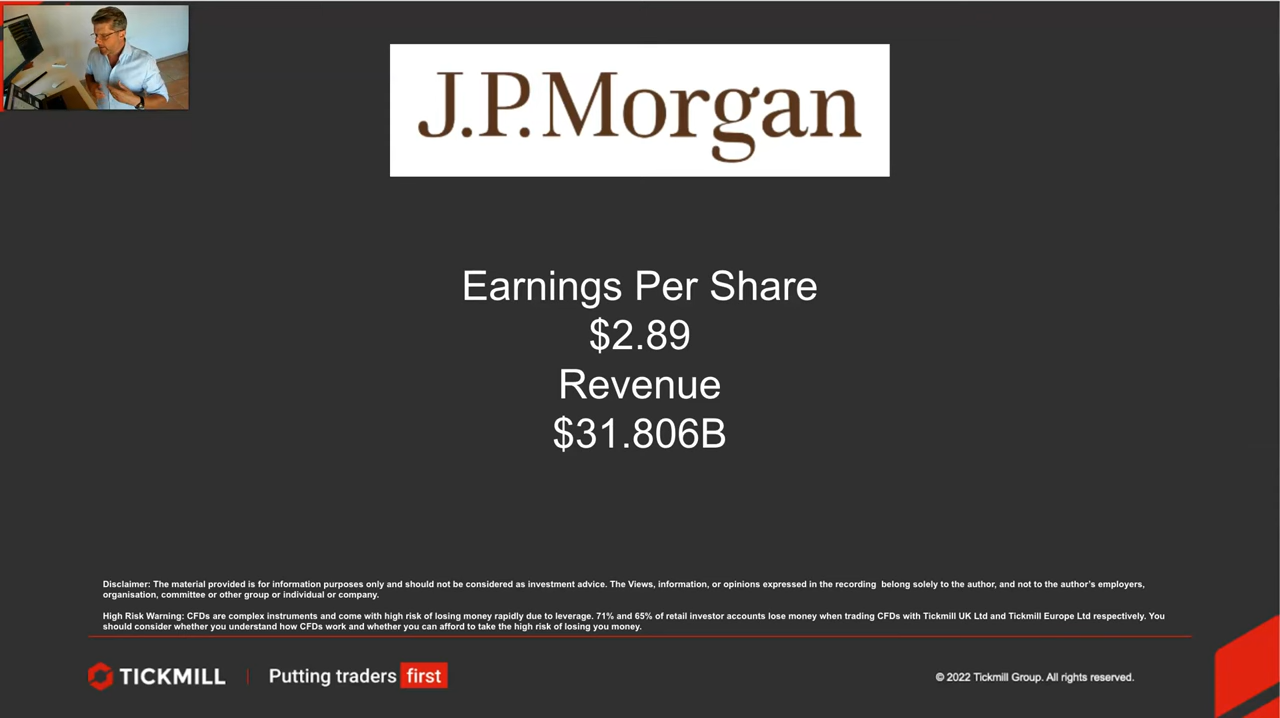 J.P.Morgan
Earnings Per Share
$2.89
Revenue
$31.806B
Disclaimer: The material provided is for information purposes only and should not be considered as investment advice. The Views, information, or opinions expressed in the recording  belong solely to the author, and not to the author's employers,
organisation, committee or other group or individual or company.
High Risk Warning: CFDs are complex instruments and come with high risk of losing money rapidly due to leverage. 71% and 65% of retail investor accounts lose money when trading CFDs with Tickmill UK Ltd and Tickmill Europe Ltd respectively. You
should consider whether you understand how CFDs work and whether you can afford to take the high risk of losing you money.
TICKMILL | Putting traders first
© 2022 Tickmill Group. All rights reserved.